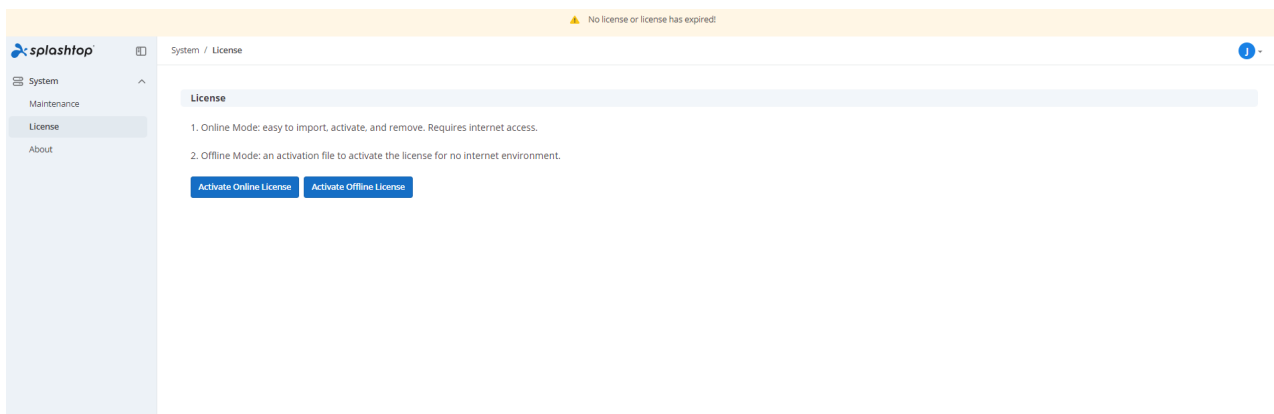 No license or license has expired!
splashtop
System / License
J
System
Maintenance
License
About
License
1. Online Mode: easy to import, activate, and remove. Requires internet access.
2. Offline Mode: an activation file to activate the license for no internet environment.
Activate Online License
Activate Offline License